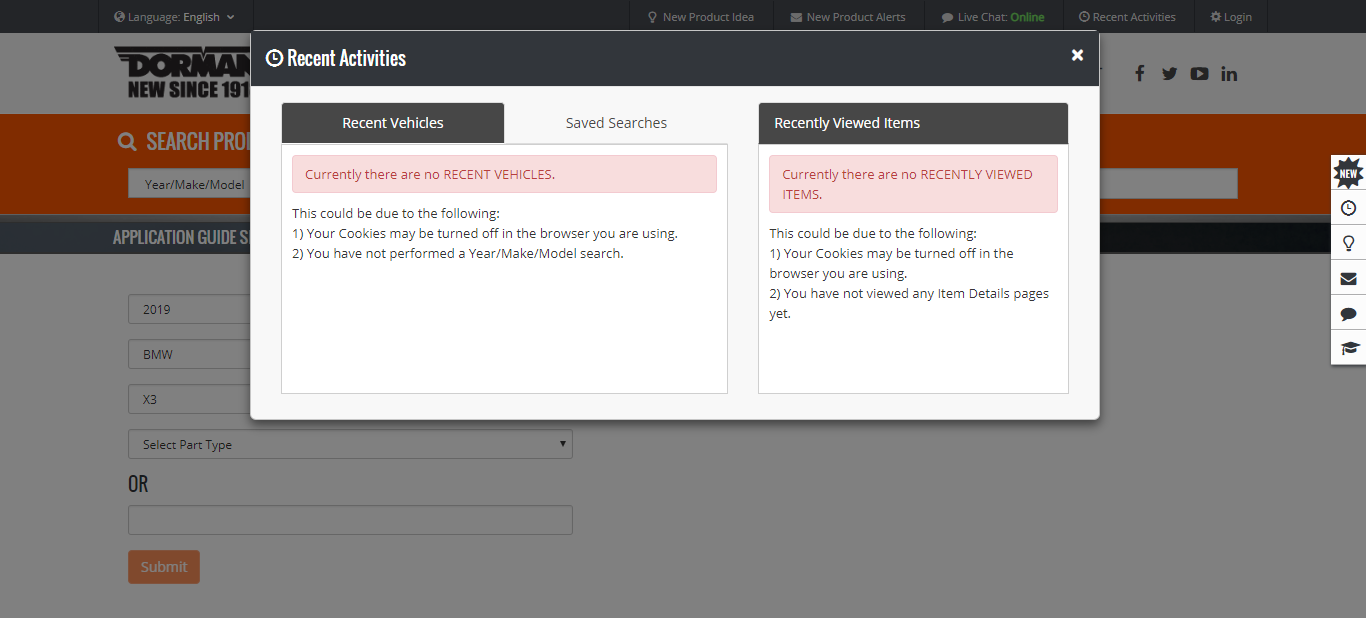 Language: English
New Product Idea
New Product Alerts
Live Chat: Online
Recent Activities
Login
DORMAN
NEW SINCE 191
Recent Activities
SEARCH PRO
Year/Make/Model
APPLICATION GUIDE S
Recent Vehicles
Saved Searches
Currently there are no RECENT VEHICLES.
This could be due to the following:
1) Your Cookies may be turned off in the browser you are using.
2) You have not performed a Year/Make/Model search.
Recently Viewed Items
Currently there are no RECENTLY VIEWED
ITEMS.
This could be due to the following:
1) Your Cookies may be turned off in the
browser you are using.
2) You have not viewed any Item Details pages
yet.
NEW
2019
BMW
X3
Select Part Type
OR
Submit